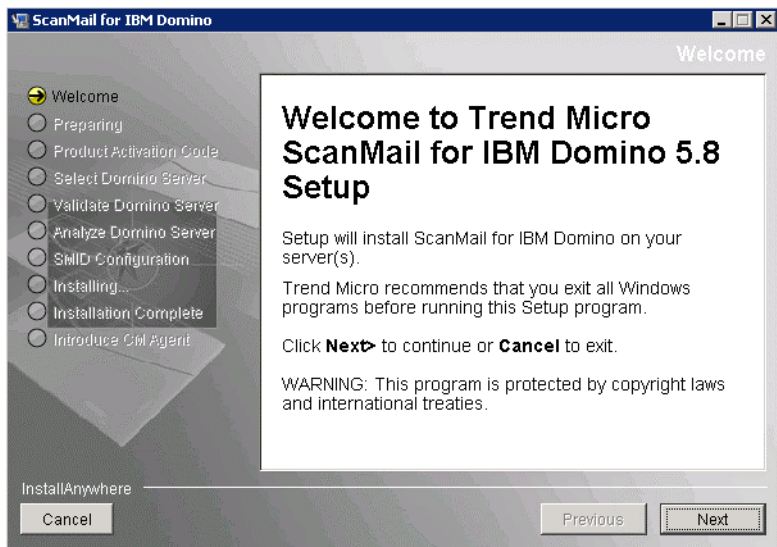 ScanMail for IBM Domino
Welcome
Welcome
Preparing
Product Activation Code
Select Domino Server
Validate Domino Server
Analyze Domino Server
SMID Configuration
Installing...
Installation Complete
Introduce CM Agent
Welcome to Trend Micro
ScanMail for IBM Domino 5.8
Setup
Setup will install ScanMail for IBM Domino on your
server(s).
Trend Micro recommends that you exit all Windows
programs before running this Setup program.
Click Next> to continue or Cancel to exit.
WARNING: This program is protected by copyright laws
and international treaties.
InstallAnywhere
Cancel
Previous
Next